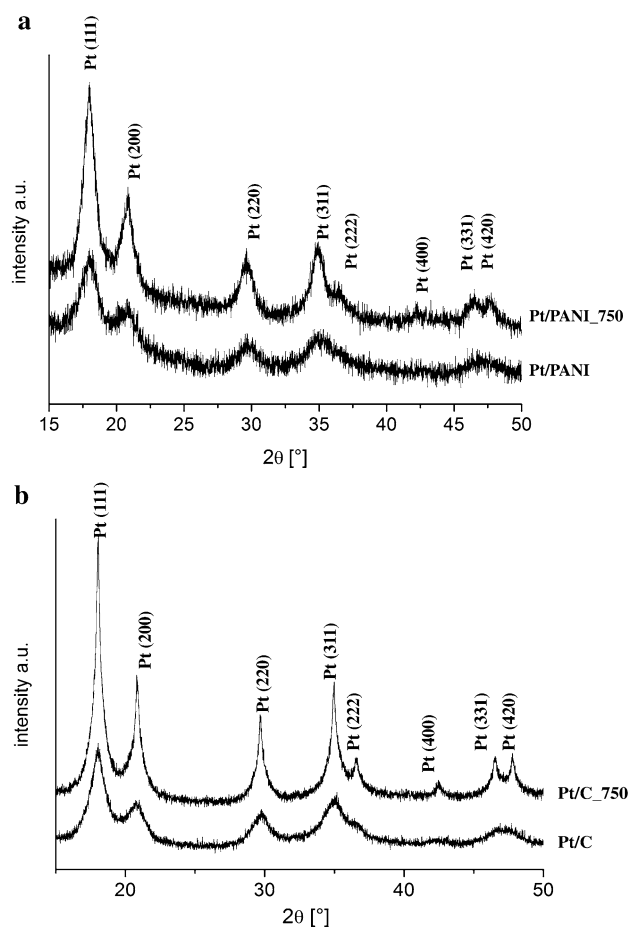 a
Pt (111)
Pt (200)
Pt (220)
Pt (311)
Pt (222)
Pt (400)
Pt (331)
Pt (420)
intensity a.u.
Pt/PANI_750
Pt/PANI
15 20 25 30 35 40 45 50
2θ [°]
b
Pt (111)
Pt (200)
Pt (220)
Pt (311)
Pt (222)
Pt (400)
Pt (331)
Pt (420)
intensity a.u.
Pt/C_750
Pt/C
20 30 40 50
2θ [°]